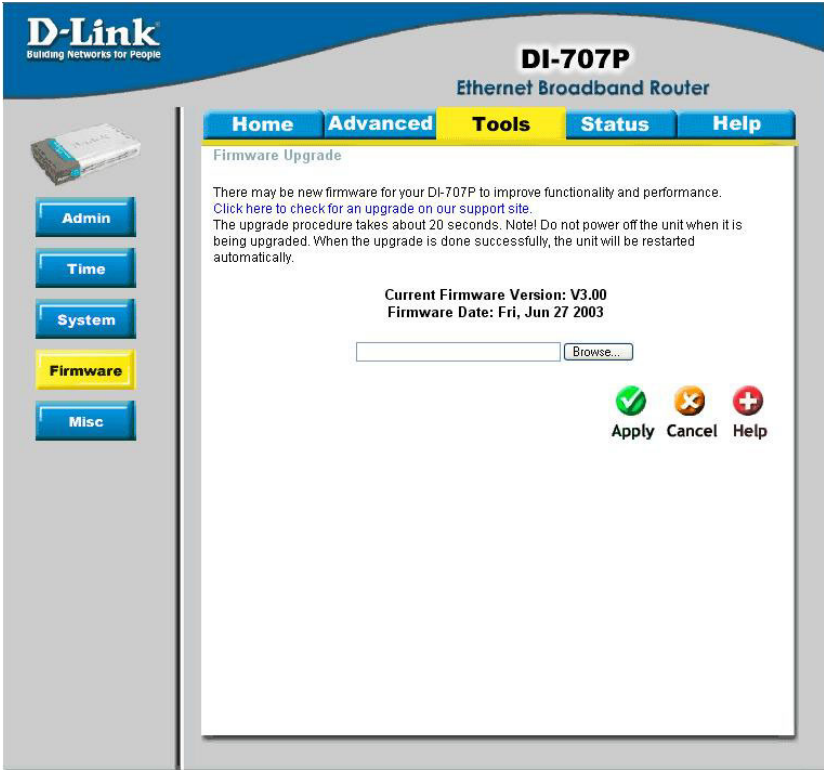 D-Link
Building Networks for People
DI-707P
Ethernet Broadband Router
Home
Advanced
Tools
Status
Help
Admin
Time
System
Firmware
Misc
Firmware Upgrade
There may be new firmware for your DI-707P to improve functionality and performance.
Click here to check for an upgrade on our support site.
The upgrade procedure takes about 20 seconds. Note! Do not power off the unit when it is
being upgraded. When the upgrade is done successfully, the unit will be restarted
automatically.
Current Firmware Version: V3.00
Firmware Date: Fri, Jun 27 2003
Browse...
Apply
Cancel
Help